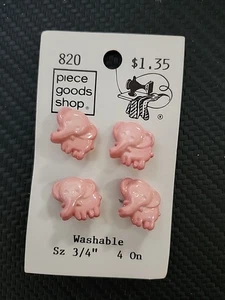 820 $1.35
piece
goods
shop®
®
Washable
Sz 3/4" 4 On